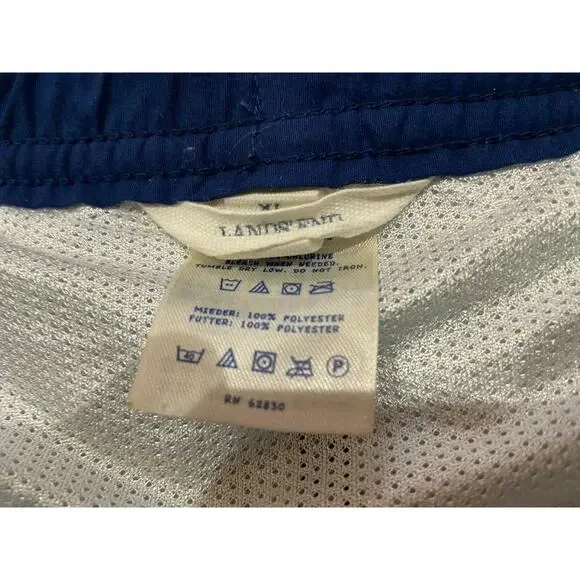 XL
LANDS' END
CHLORINE
BLEACH WHEN NEEDED.
TUMBLE DRY LOW. DO NOT IRON.
MIEDER: 100% POLYESTER
FUTTER: 100% POLYESTER
40
P
RN 62830